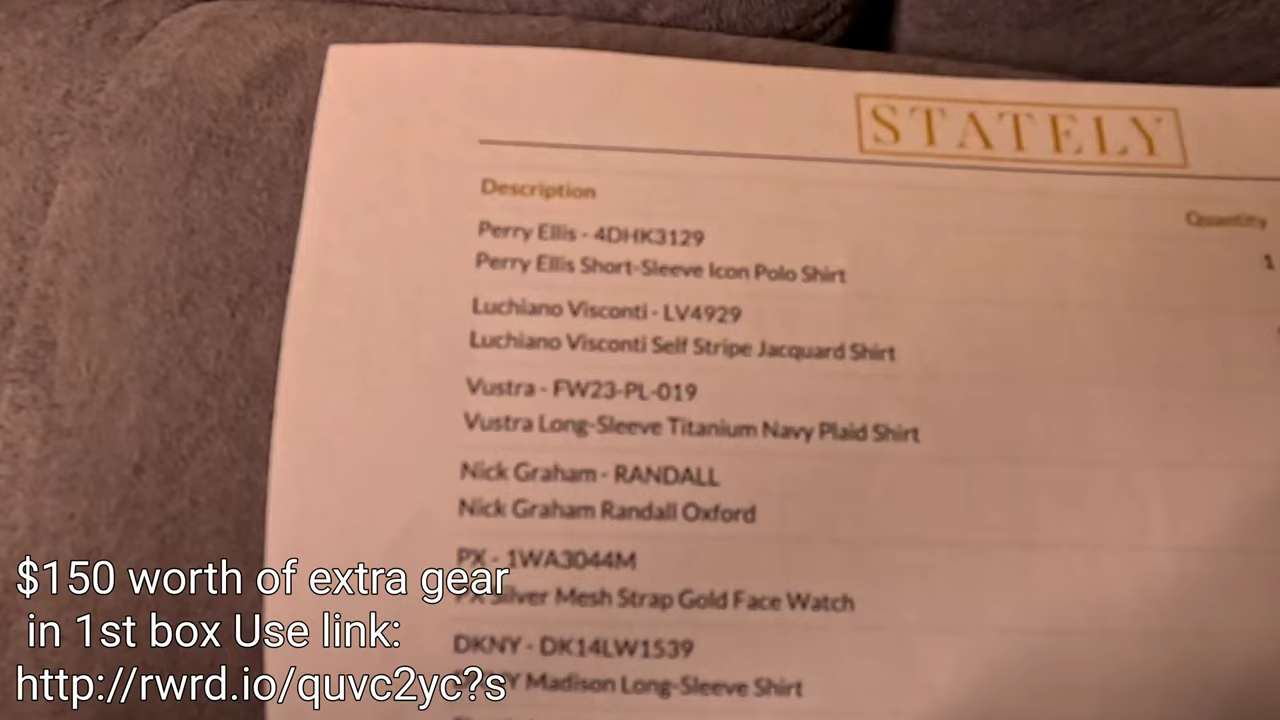 STATELY
Description
Quantity
Perry Ellis - 4DHK3129
1
Perry Ellis Short-Sleeve Icon Polo Shirt
Luchiano Visconti - LV4929
Luchiano Visconti Self Stripe Jacquard Shirt
Vustra - FW23-PL-019
Vustra Long-Sleeve Titanium Navy Plaid Shirt
Nick Graham - RANDALL
Nick Graham Randall Oxford
PX - 1WA3044M
PX Silver Mesh Strap Gold Face Watch
DKNY - DK14LW1539
DKNY Madison Long-Sleeve Shirt
$150 worth of extra gear
in 1st box Use link:
http://rwrd.io/quvc2yc?s